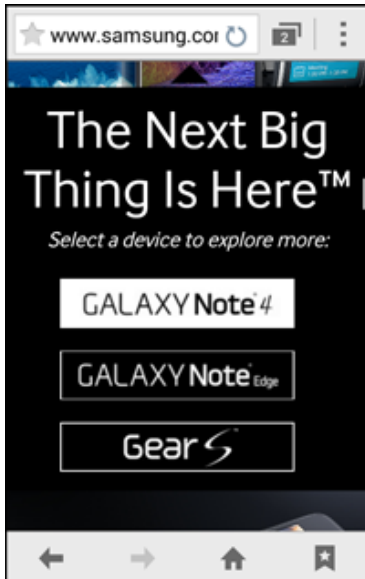 www.samsung.cor
2
The Next Big
Thing Is Here™
Select a device to explore more:
GALAXY Note 4
GALAXY Note Edge
Gear S